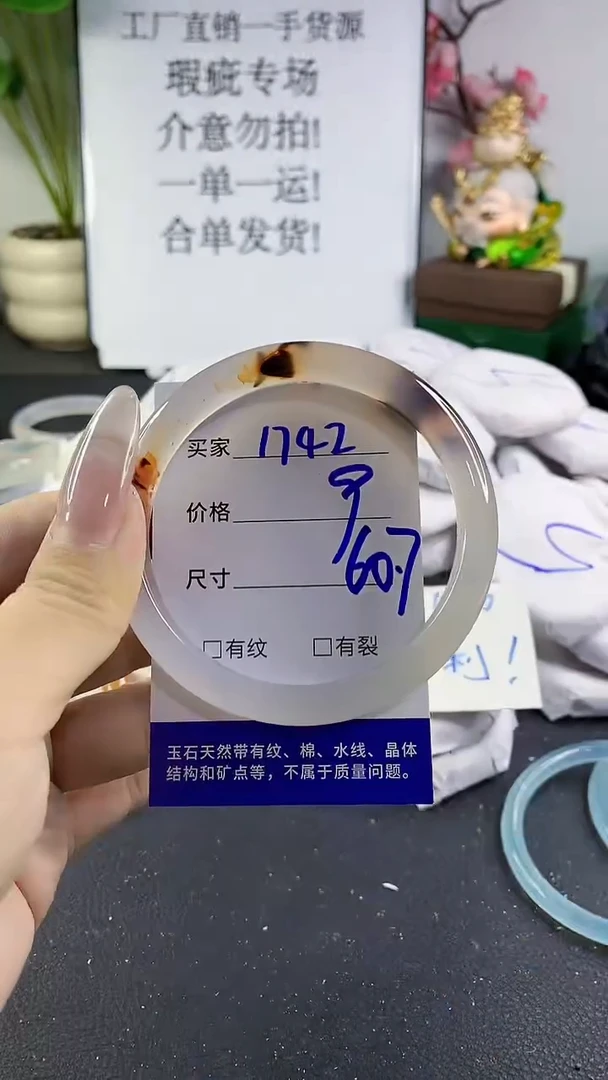 工厂直销一手货源
瑕疵专场
介意勿拍!
一单一运!
合单发货!
买家 1742
价格
尺寸 60.7
☐有纹 ☐有裂
利!
玉石天然带有纹、棉、水线、晶体
结构和矿点等，不属于质量问题。